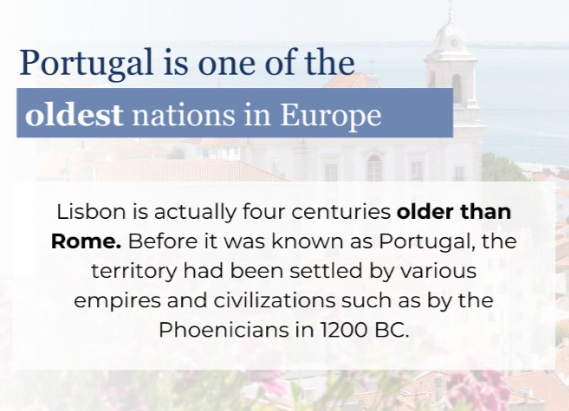 Portugal is one of the
oldest nations in Europe
Lisbon is actually four centuries older than
Rome. Before it was known as Portugal, the
territory had been settled by various
empires and civilizations such as by the
Phoenicians in 1200 BC.